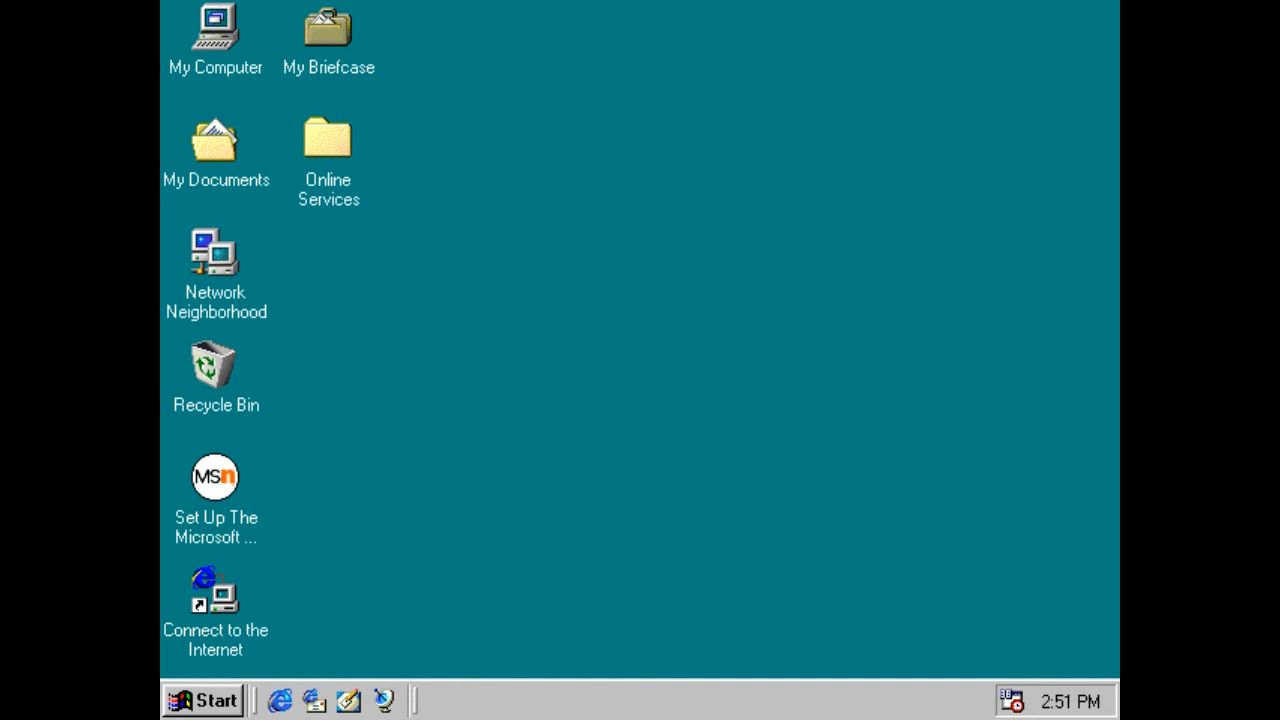 My Computer
My Briefcase
My Documents
Online
Services
Network
Neighborhood
Recycle Bin
MSn
Set Up The
Microsoft ...
Connect to the
Internet
Start
2:51 PM